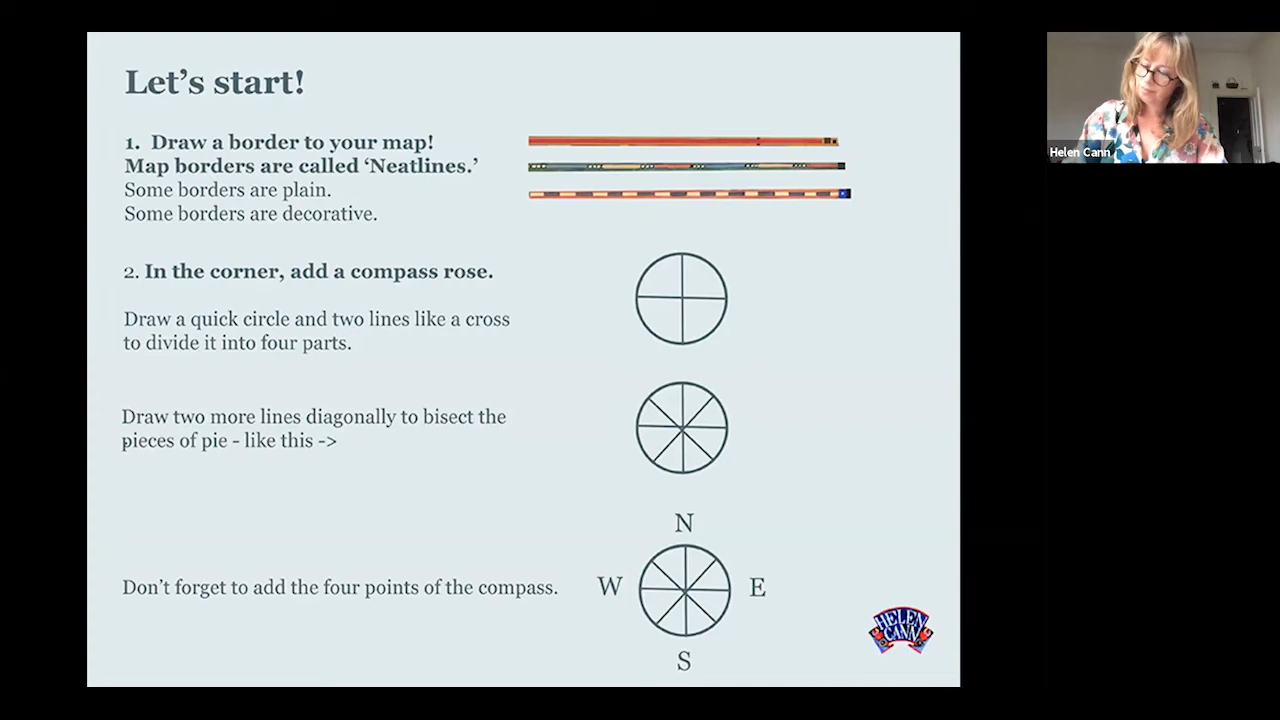 Let's start!
1. Draw a border to your map!
Map borders are called ‘Neatlines.’
Some borders are plain.
Some borders are decorative.
2. In the corner, add a compass rose.
Draw a quick circle and two lines like a cross
to divide it into four parts.
Draw two more lines diagonally to bisect the
pieces of pie - like this ->
Don't forget to add the four points of the compass.
N
W
E
S
HELEN
CANN
Helen Cann